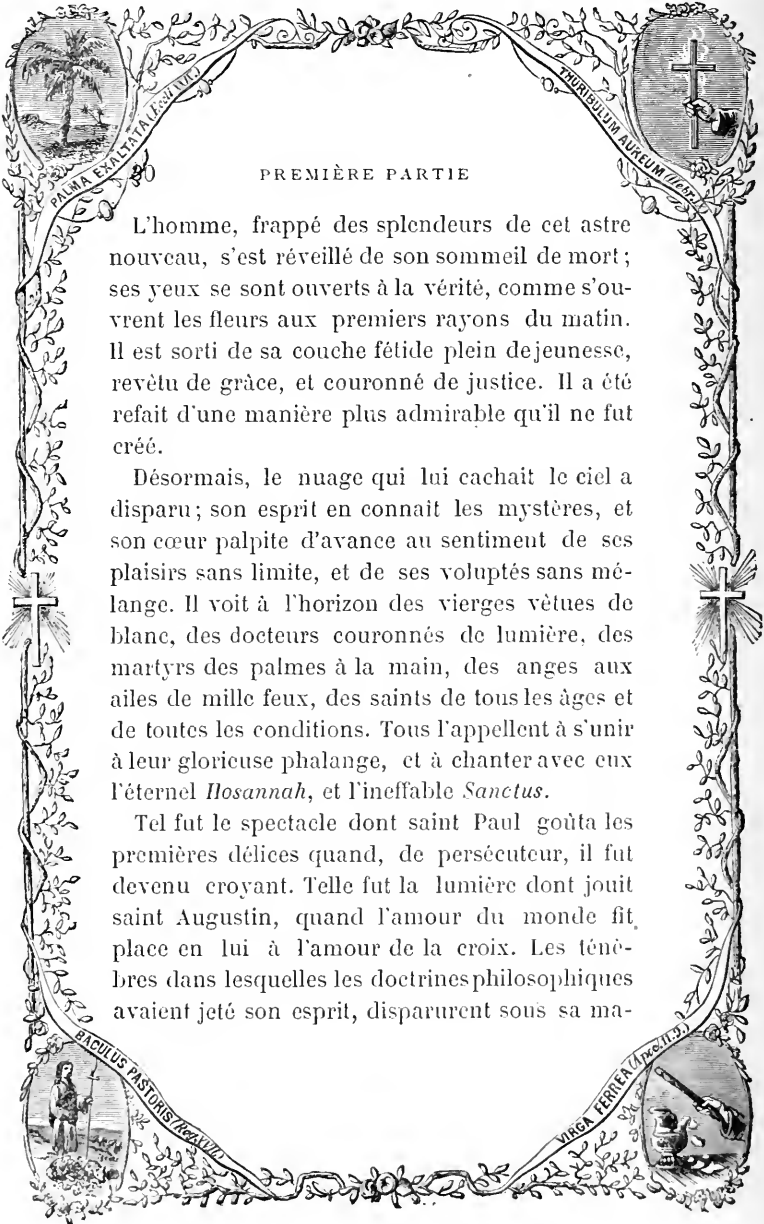 PALMA EXALTATA
THURIBULUM AUREUM
PREMIÈRE PARTIE
L'homme, frappé des splendeurs de cet astre
nouveau, s'est réveillé de son sommeil de mort ;
ses yeux se sont ouverts à la vérité, comme s'ou-
vrent les fleurs aux premiers rayons du matin.
Il est sorti de sa couche fétide plein de jeunesse,
revêtu de grâce, et couronné de justice. Il a été
refait d'une manière plus admirable qu'il ne fut
créé.
Désormais, le nuage qui lui cachait le ciel a
disparu ; son esprit en connaît les mystères, et
son cœur palpite d'avance au sentiment de ses
plaisirs sans limite, et de ses voluptés sans mé-
lange. Il voit à l'horizon des vierges vêtues de
blanc, des docteurs couronnés de lumière, des
martyrs des palmes à la main, des anges aux
ailes de mille feux, des saints de tous les âges et
de toutes les conditions. Tous l'appellent à s'unir
à leur glorieuse phalange, et à chanter avec eux
l'éternel Hosannah, et l'ineffable Sanctus.
Tel fut le spectacle dont saint Paul goûta les
premières délices quand, de persécuteur, il fut
devenu croyant. Telle fut la lumière dont jouit
saint Augustin, quand l'amour du monde fit
place en lui à l'amour de la croix. Les ténè-
bres dans lesquelles les doctrines philosophiques
avaient jeté son esprit, disparurent sous sa ma-
BACULUS PASTORIS
VIRGA FERREA